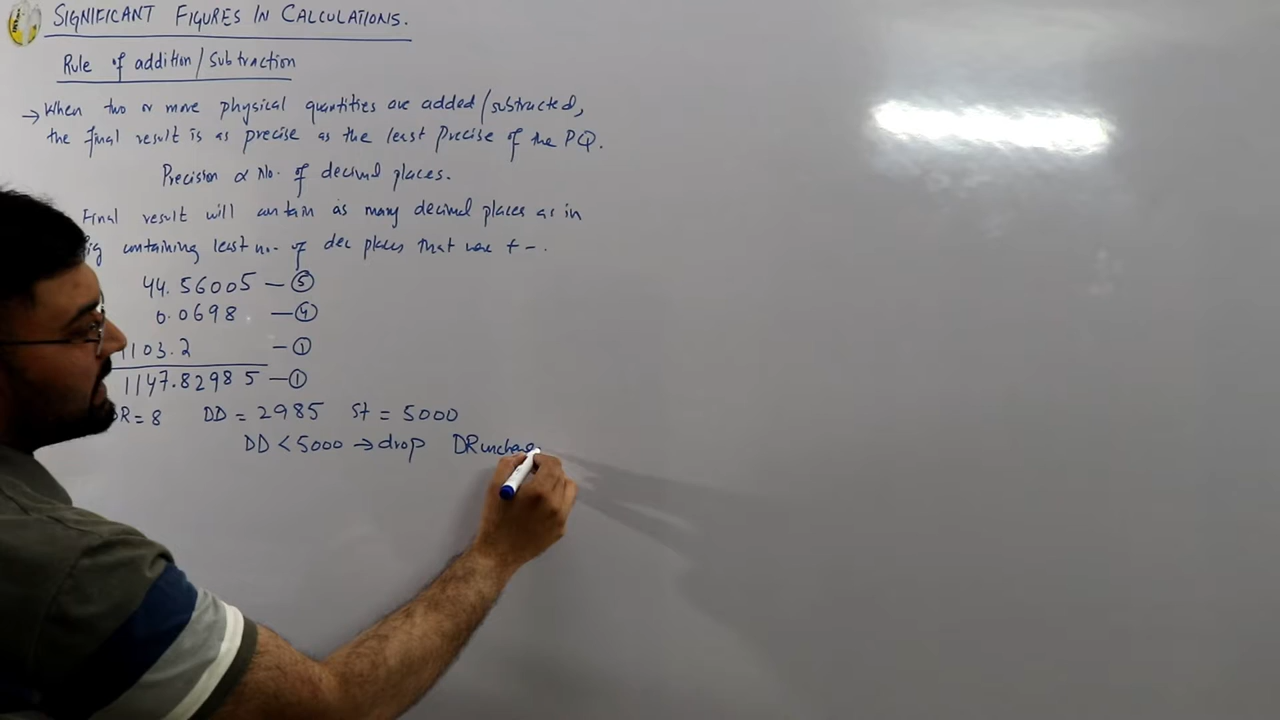 SIGNIFICANT FIGURES IN CALCULATIONS.
Rule of addition/Subtraction
→ When two or more physical quantities are added/subtracted,
the final result is as precise as the least Precise of the PQ.
Precision ∝ No. of decimal places.
Final result will contain as many decimal places as in
containing least no. of dec places that were + -.
44.56005 — ⑤
0.0698 — ④
1103.2 — ①
1147.82985 — ①
DR = 8 DD = 2985 St = 5000
DD < 5000 → drop DR unchang